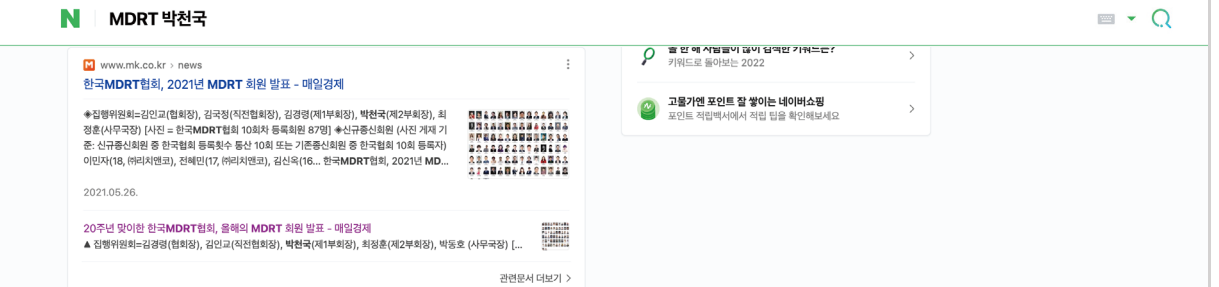 N MDRT 박천국
www.mk.co.kr › news
한국MDRT협회, 2021년 MDRT 회원 발표 - 매일경제
◈집행위원회=김인교(협회장), 김국정(직전협회장), 김경령(제1부회장), 박천국(제2부회장), 최
정훈(사무국장) [사진 = 한국MDRT협회 10회차 등록회원 87명] ◈신규종신회원 (사진 게재 기
준: 신규종신회원 중 한국협회 등록횟수 통산 10회 또는 기존종신회원 중 한국협회 10회 등록자)
이민자(18, ㈜리치앤코), 전혜민(17, ㈜리치앤코), 김신옥(16... 한국MDRT협회, 2021년 MD...
2021.05.26.
20주년 맞이한 한국MDRT협회, 올해의 MDRT 회원 발표 - 매일경제
▲ 집행위원회=김경령(협회장), 김인교(직전협회장), 박천국(제1부회장), 최정훈(제2부회장), 박동호 (사무국장) [...
관련문서 더보기
올 한 해 사람들이 많이 검색한 키워드는?
키워드로 돌아보는 2022
고물가엔 포인트 잘 쌓이는 네이버쇼핑
포인트 적립백서에서 적립 팁을 확인해보세요